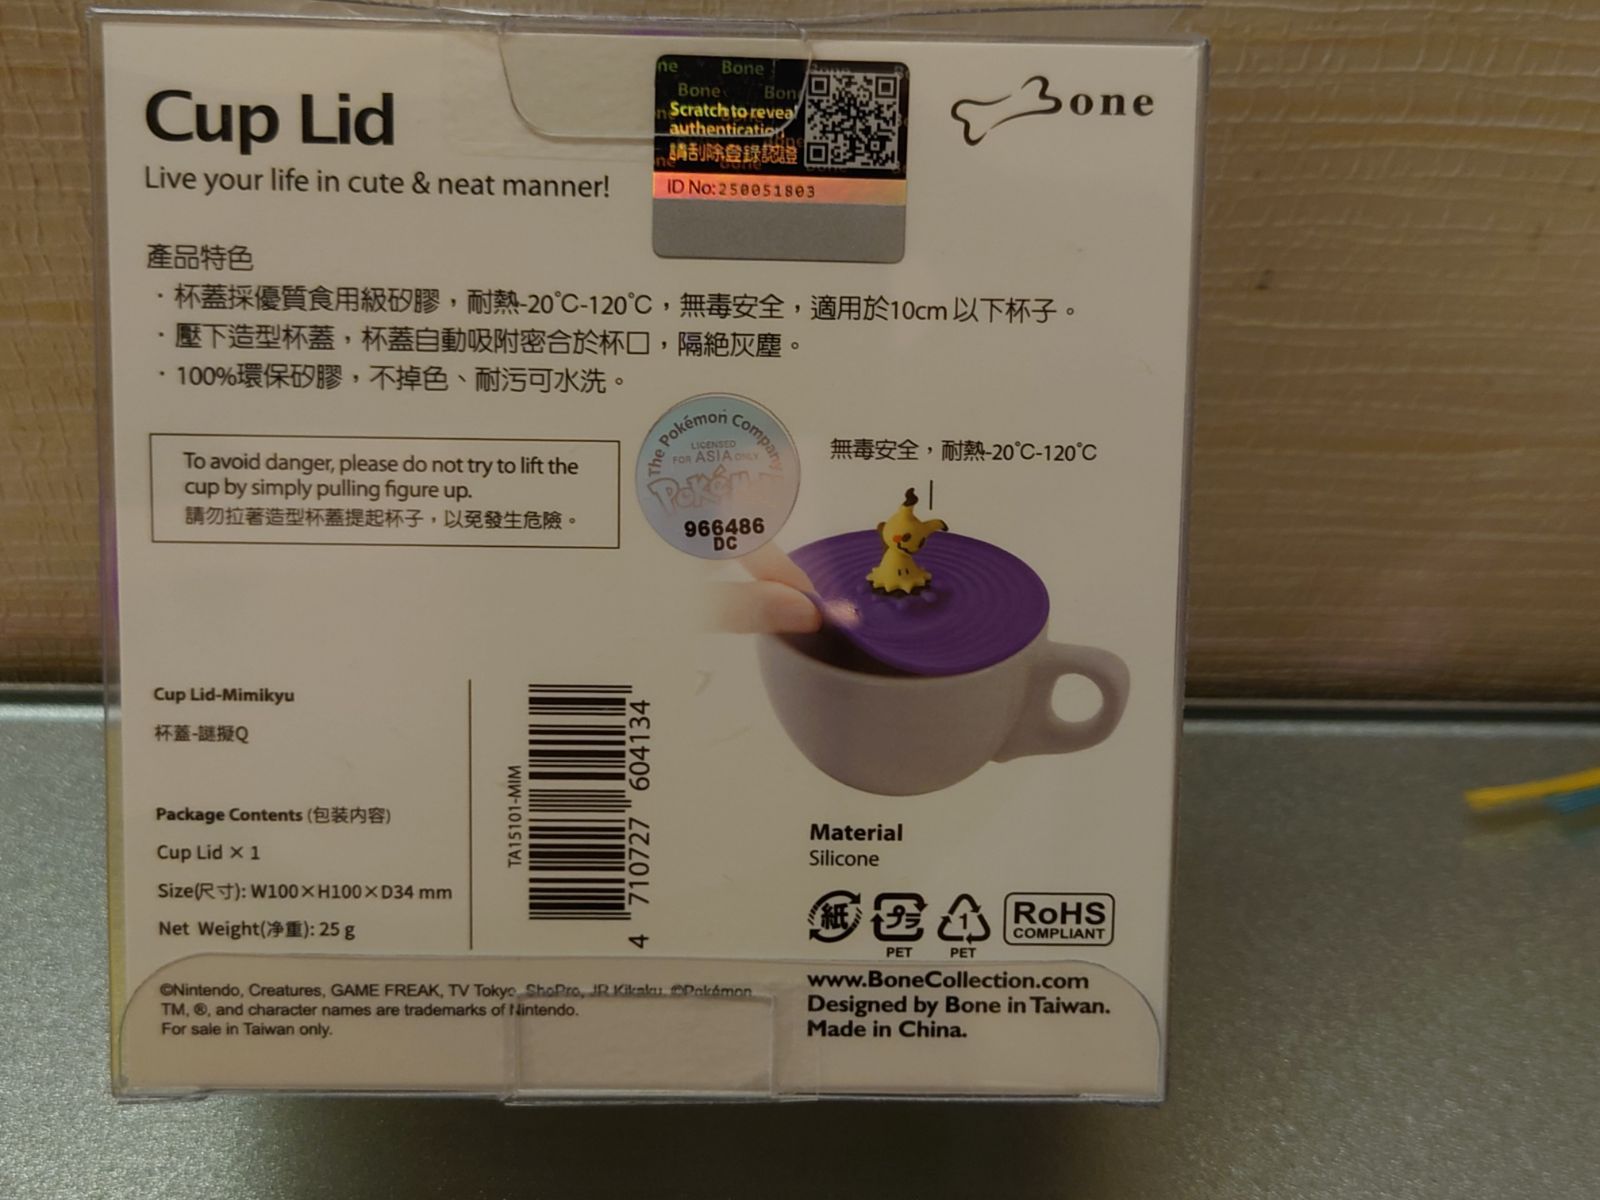 Cup Lid
Live your life in cute & neat manner!
Bone
Bone
Scratch to reveal
authentication
請刮除登錄認證
ID No:250051803
Bone
產品特色
·杯蓋採優質食用級矽膠，耐熱-20°C-120°C，無毒安全，適用於10cm以下杯子。
·壓下造型杯蓋，杯蓋自動吸附密合於杯口，隔絕灰塵。
·100%環保矽膠，不掉色、耐污可水洗。
To avoid danger, please do not try to lift the
cup by simply pulling figure up.
請勿拉著造型杯蓋提起杯子，以免發生危險。
The Pokémon Company
LICENSED
FOR ASIA ONLY
Pokémon
966486
DC
無毒安全，耐熱-20°C-120°C
Cup Lid-Mimikyu
杯蓋-謎擬Q
Package Contents (包裝內容)
Cup Lid × 1
Size(尺寸): W100×H100×D34 mm
Net Weight(净重): 25 g
TA15101-MIM
4 710727 604134
Material
Silicone
紙
プラ
PET
1
PET
RoHS
COMPLIANT
©Nintendo, Creatures, GAME FREAK, TV Tokyo, ShoPro, JR Kikaku. ©Pokémon
TM, ®, and character names are trademarks of Nintendo.
For sale in Taiwan only.
www.BoneCollection.com
Designed by Bone in Taiwan.
Made in China.